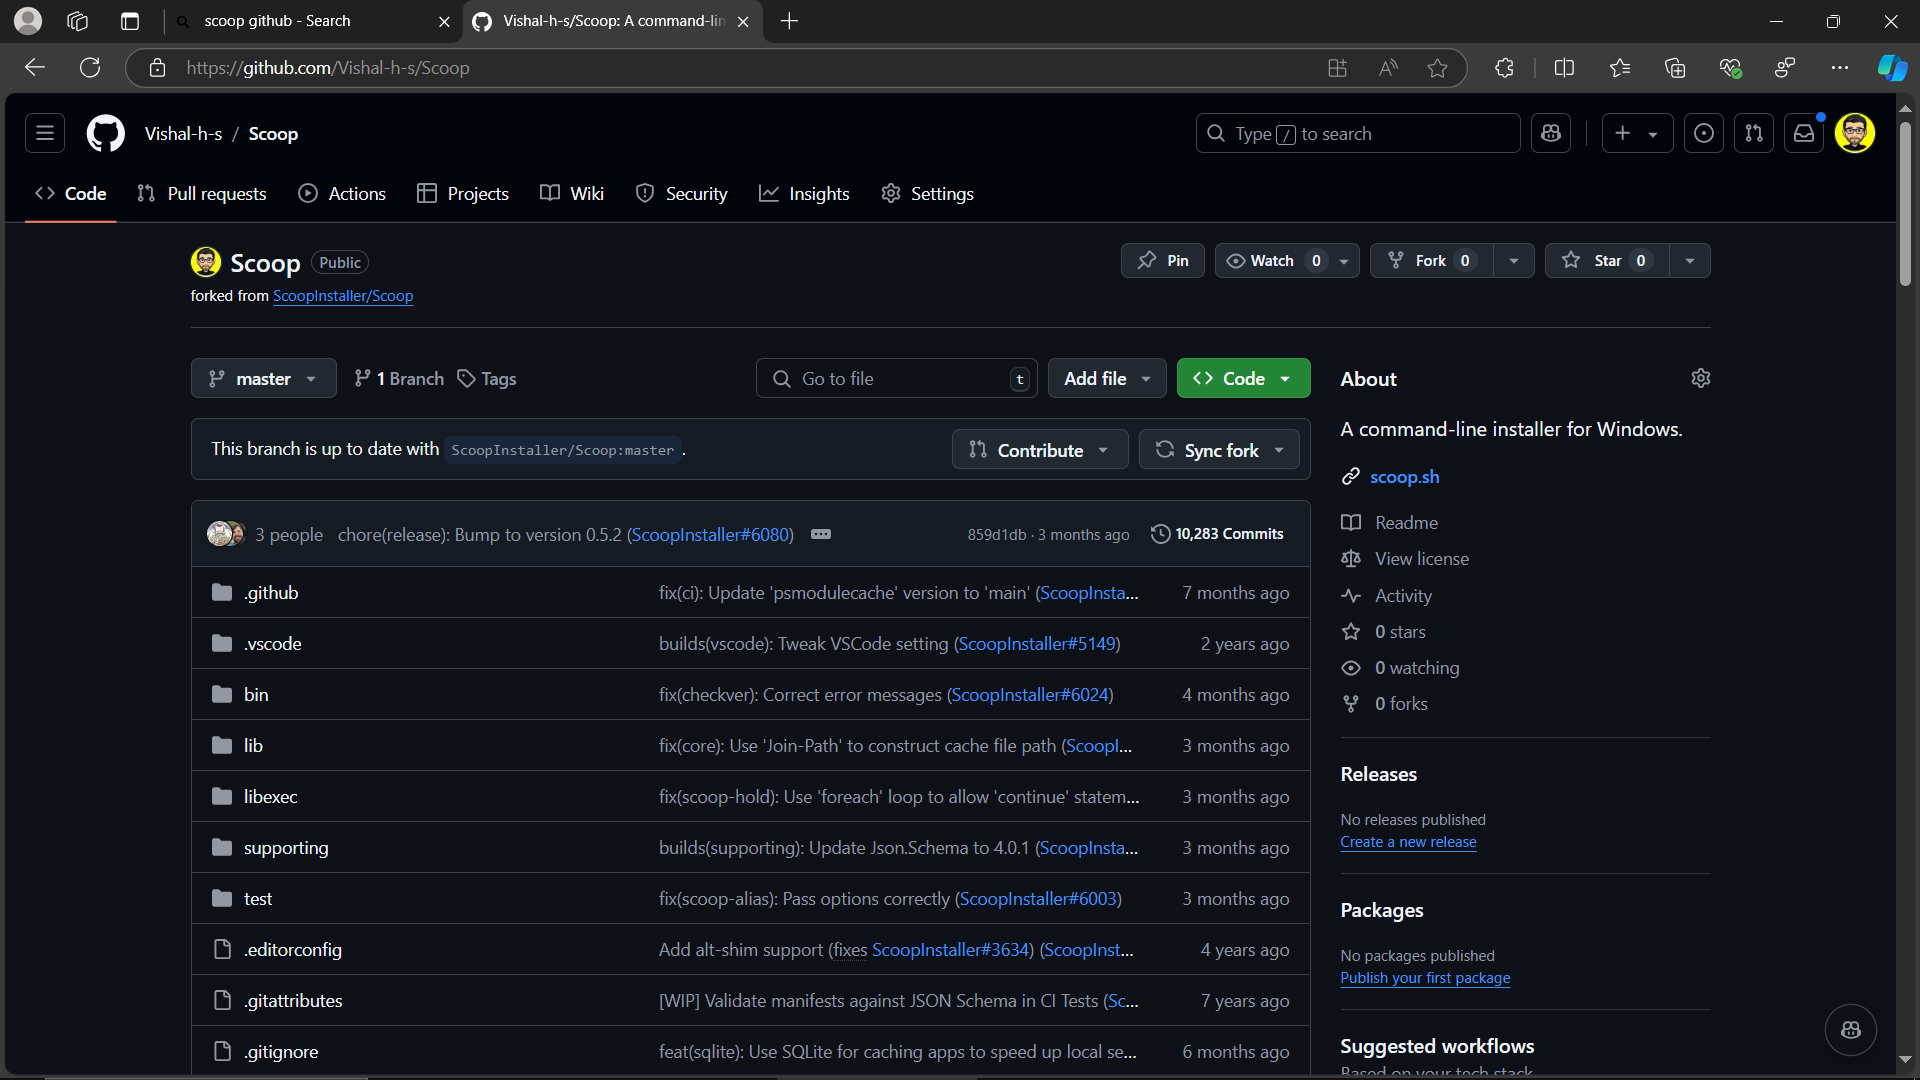 scoop github - Search
Vishal-h-s/Scoop: A command-lin
https://github.com/Vishal-h-s/Scoop
Vishal-h-s / Scoop
Type / to search
Code
Pull requests
Actions
Projects
Wiki
Security
Insights
Settings
Scoop Public
Pin
Watch 0
Fork 0
Star 0
forked from ScoopInstaller/Scoop
master
1 Branch
Tags
Go to file t
Add file
Code
This branch is up to date with ScoopInstaller/Scoop:master .
Contribute
Sync fork
3 people chore(release): Bump to version 0.5.2 (ScoopInstaller#6080) 859d1db · 3 months ago 10,283 Commits
.github fix(ci): Update 'psmodulecache' version to 'main' (ScoopInsta... 7 months ago
.vscode builds(vscode): Tweak VSCode setting (ScoopInstaller#5149) 2 years ago
bin fix(checkver): Correct error messages (ScoopInstaller#6024) 4 months ago
lib fix(core): Use 'Join-Path' to construct cache file path (ScoopI... 3 months ago
libexec fix(scoop-hold): Use 'foreach' loop to allow 'continue' statem... 3 months ago
supporting builds(supporting): Update Json.Schema to 4.0.1 (ScoopInsta... 3 months ago
test fix(scoop-alias): Pass options correctly (ScoopInstaller#6003) 3 months ago
.editorconfig Add alt-shim support (fixes ScoopInstaller#3634) (ScoopInst... 4 years ago
.gitattributes [WIP] Validate manifests against JSON Schema in CI Tests (Sc... 7 years ago
.gitignore feat(sqlite): Use SQLite for caching apps to speed up local se... 6 months ago
About
A command-line installer for Windows.
scoop.sh
Readme
View license
Activity
0 stars
0 watching
0 forks
Releases
No releases published
Create a new release
Packages
No packages published
Publish your first package
Suggested workflows
Based on your tech stack